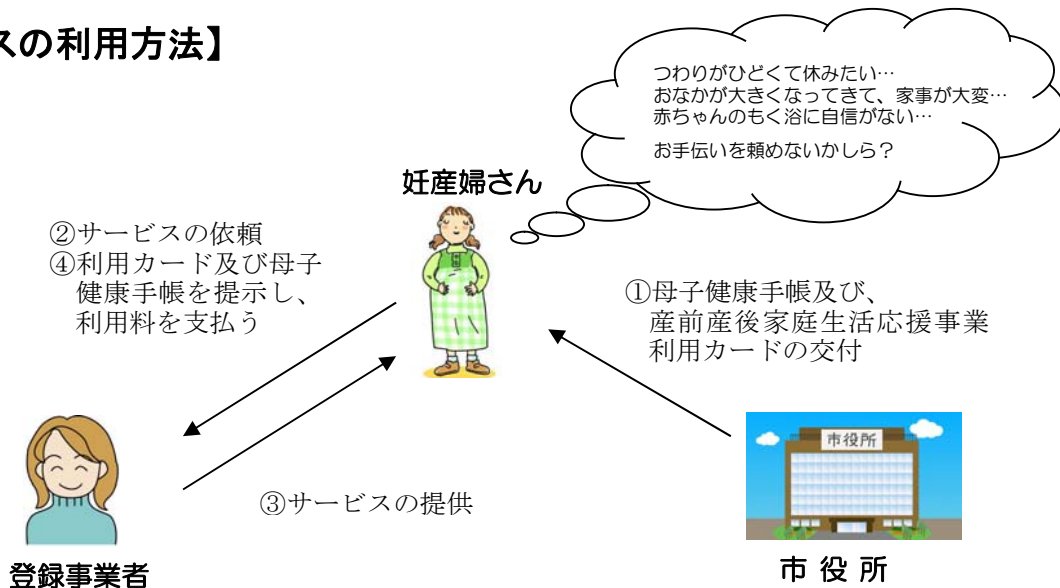 スの利用方法】
つわりがひどくて休みたい…
おなかが大きくなってきて、家事が大変…
赤ちゃんのもく浴に自信がない…
お手伝いを頼めないかしら？
妊産婦さん
②サービスの依頼
④利用カード及び母子
健康手帳を提示し、
利用料を支払う
①母子健康手帳及び、
産前産後家庭生活応援事業
利用カードの交付
市役所
③サービスの提供
登録事業者
市役所